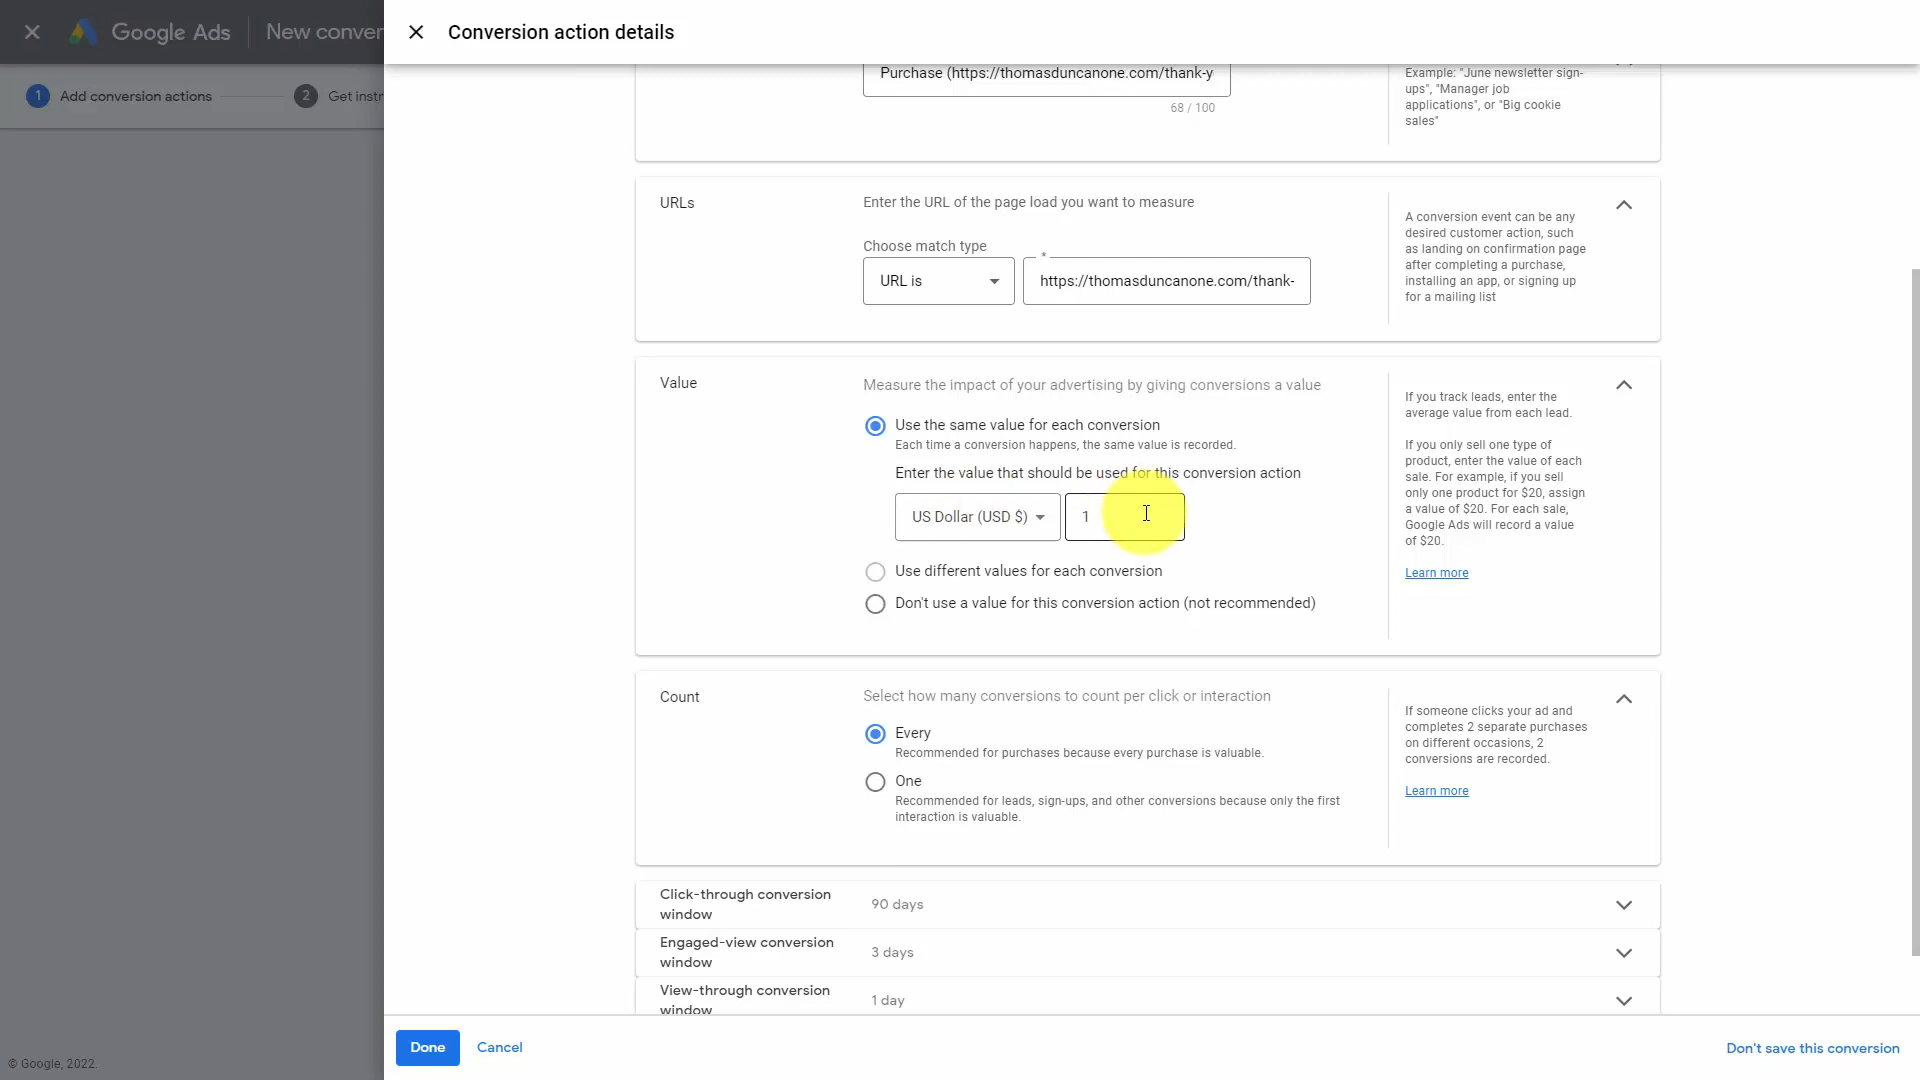 Google Ads
New conver
Conversion action details
1 Add conversion actions
2 Get instr
Purchase (https://thomasduncanone.com/thank-y
68 / 100
Example: "June newsletter sign-
ups", "Manager job
applications", or "Big cookie
sales"
URLs
Enter the URL of the page load you want to measure
Choose match type
URL is
*
https://thomasduncanone.com/thank-
A conversion event can be any
desired customer action, such
as landing on confirmation page
after completing a purchase,
installing an app, or signing up
for a mailing list
Value
Measure the impact of your advertising by giving conversions a value
Use the same value for each conversion
Each time a conversion happens, the same value is recorded.
Enter the value that should be used for this conversion action
US Dollar (USD $)
1
Use different values for each conversion
Don't use a value for this conversion action (not recommended)
If you track leads, enter the
average value from each lead.
If you only sell one type of
product, enter the value of each
sale. For example, if you sell
only one product for $20, assign
a value of $20. For each sale,
Google Ads will record a value
of $20.
Learn more
Count
Select how many conversions to count per click or interaction
Every
Recommended for purchases because every purchase is valuable.
One
Recommended for leads, sign-ups, and other conversions because only the first
interaction is valuable.
If someone clicks your ad and
completes 2 separate purchases
on different occasions, 2
conversions are recorded.
Learn more
Click-through conversion
window
90 days
Engaged-view conversion
window
3 days
View-through conversion
window
1 day
Done
Cancel
Don't save this conversion
© Google, 2022.